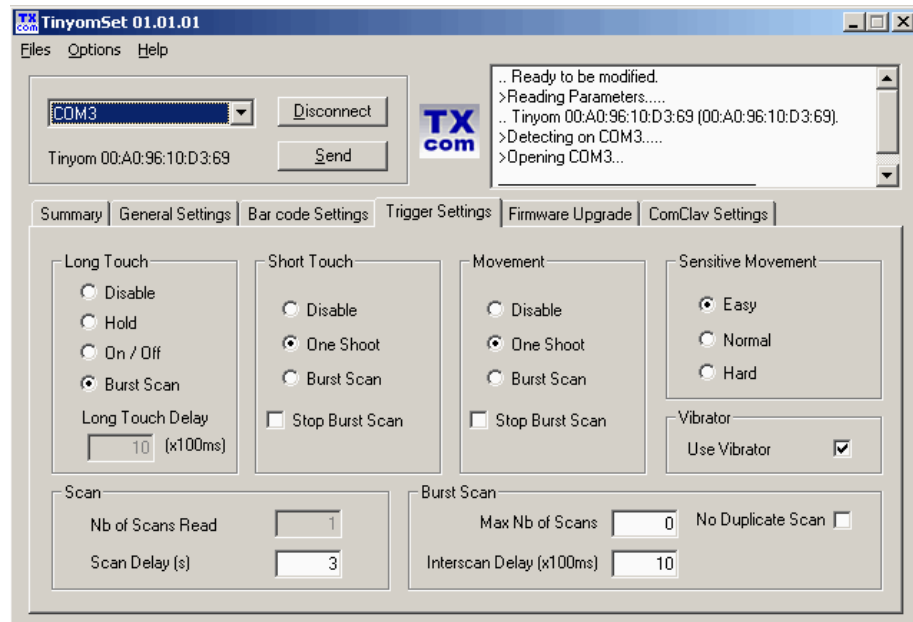 TX com TinyomSet 01.01.01
Files Options Help
COM3
Disconnect
Tinyom 00:A0:96:10:D3:69
Send
TX
com
.. Ready to be modified.
>Reading Parameters.....
.. Tinyom 00:A0:96:10:D3:69 (00:A0:96:10:D3:69).
>Detecting on COM3.....
>Opening COM3...
Summary General Settings Bar code Settings Trigger Settings Firmware Upgrade ComClav Settings
Long Touch
Disable
Hold
On / Off
Burst Scan
Long Touch Delay
10 (x100ms)
Short Touch
Disable
One Shoot
Burst Scan
Stop Burst Scan
Movement
Disable
One Shoot
Burst Scan
Stop Burst Scan
Sensitive Movement
Easy
Normal
Hard
Vibrator
Use Vibrator
Scan
Nb of Scans Read 1
Scan Delay (s) 3
Burst Scan
Max Nb of Scans 0 No Duplicate Scan
Interscan Delay (x100ms) 10